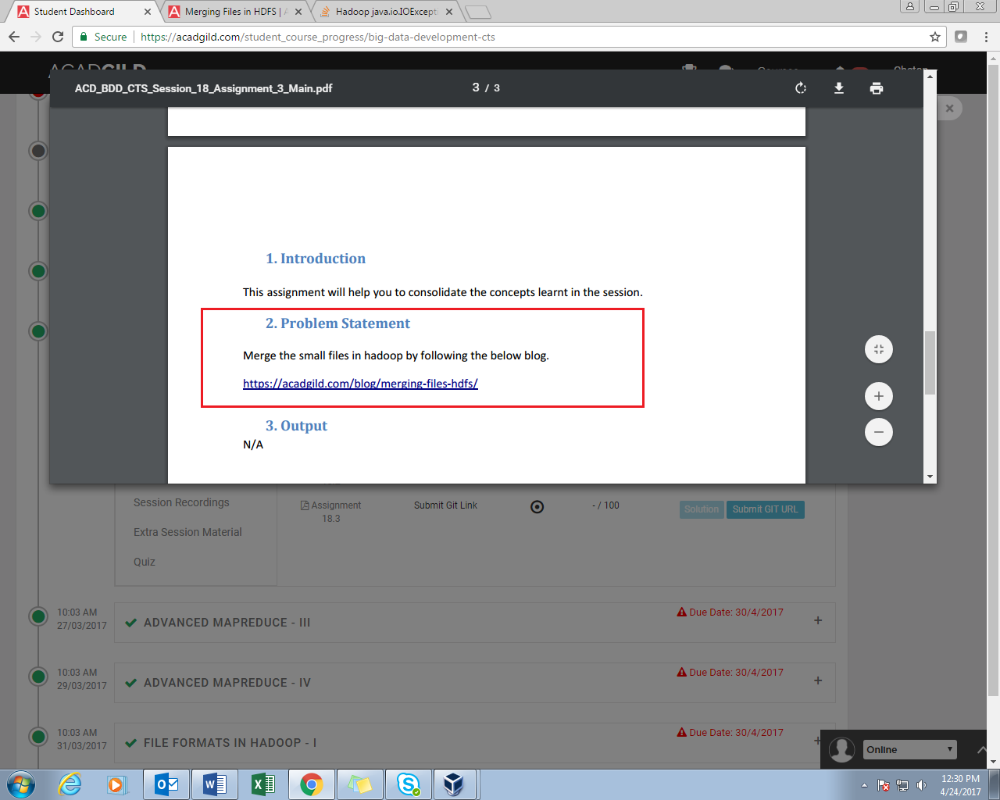 Student Dashboard
Merging Files in HDFS |
Hadoop java.io.IOExcept
Secure
https://acadgild.com/student_course_progress/big-data-development-cts
ACADGILD
ACD_BDD_CTS_Session_18_Assignment_3_Main.pdf
3 / 3
1. Introduction
This assignment will help you to consolidate the concepts learnt in the session.
2. Problem Statement
Merge the small files in hadoop by following the below blog.
https://acadgild.com/blog/merging-files-hdfs/
3. Output
N/A
Session Recordings
Extra Session Material
Quiz
Assignment
18.3
Submit Git Link
- / 100
Solution
Submit GIT URL
10:03 AM
27/03/2017
ADVANCED MAPREDUCE - III
Due Date: 30/4/2017
+
10:03 AM
29/03/2017
ADVANCED MAPREDUCE - IV
Due Date: 30/4/2017
+
10:03 AM
31/03/2017
FILE FORMATS IN HADOOP - I
Due Date: 30/4/2017
+
Online
12:30 PM
4/24/2017